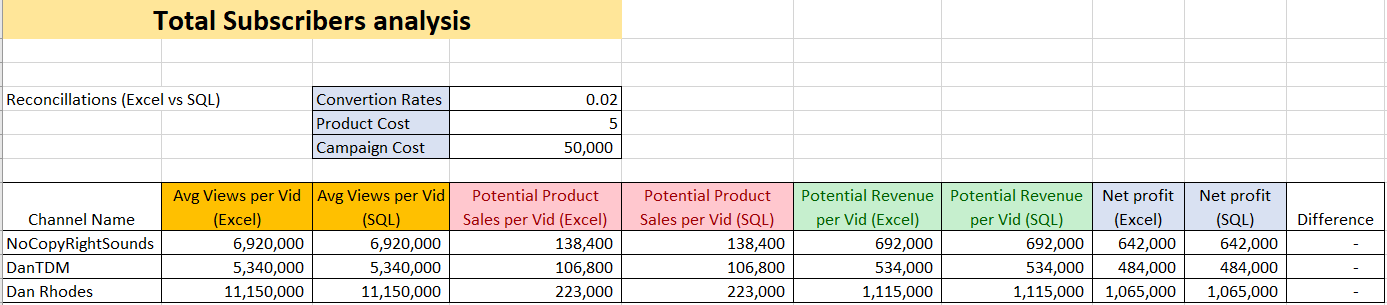 Total Subscribers analysis
Reconcillations (Excel vs SQL) Convertion Rates 0.02
Product Cost 5
Campaign Cost 50,000
Avg Views per Vid Avg Views per Vid Potential Product Potential Product Potential Revenue Potential Revenue Net profit Net profit
Channel Name (Excel) (SQL) Sales per Vid (Excel) Sales per Vid (SQL) per Vid (Excel) per Vid (SQL) (Excel) (SQL) Difference
NoCopyRightSounds 6,920,000 6,920,000 138,400 138,400 692,000 692,000 642,000 642,000 -
DanTDM 5,340,000 5,340,000 106,800 106,800 534,000 534,000 484,000 484,000 -
Dan Rhodes 11,150,000 11,150,000 223,000 223,000 1,115,000 1,115,000 1,065,000 1,065,000 -